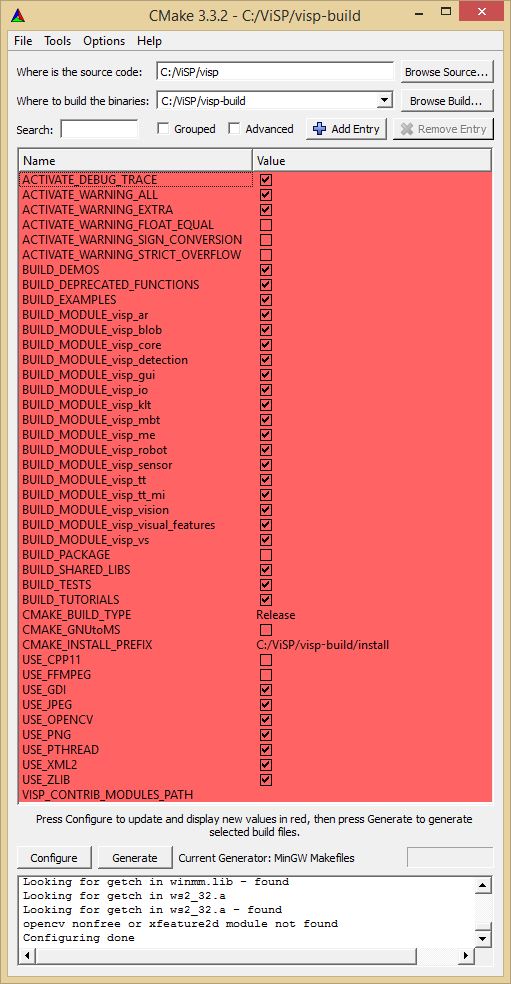 CMake 3.3.2 - C:/ViSP/visp-build
File Tools Options Help
Where is the source code: C:/ViSP/visp Browse Source...
Where to build the binaries: C:/ViSP/visp-build Browse Build...
Search: Grouped Advanced Add Entry Remove Entry
Name Value
ACTIVATE_DEBUG_TRACE
ACTIVATE_WARNING_ALL
ACTIVATE_WARNING_EXTRA
ACTIVATE_WARNING_FLOAT_EQUAL
ACTIVATE_WARNING_SIGN_CONVERSION
ACTIVATE_WARNING_STRICT_OVERFLOW
BUILD_DEMOS
BUILD_DEPRECATED_FUNCTIONS
BUILD_EXAMPLES
BUILD_MODULE_visp_ar
BUILD_MODULE_visp_blob
BUILD_MODULE_visp_core
BUILD_MODULE_visp_detection
BUILD_MODULE_visp_gui
BUILD_MODULE_visp_io
BUILD_MODULE_visp_klt
BUILD_MODULE_visp_mbt
BUILD_MODULE_visp_me
BUILD_MODULE_visp_robot
BUILD_MODULE_visp_sensor
BUILD_MODULE_visp_tt
BUILD_MODULE_visp_tt_mi
BUILD_MODULE_visp_vision
BUILD_MODULE_visp_visual_features
BUILD_MODULE_visp_vs
BUILD_PACKAGE
BUILD_SHARED_LIBS
BUILD_TESTS
BUILD_TUTORIALS
CMAKE_BUILD_TYPE Release
CMAKE_GNUtoMS
CMAKE_INSTALL_PREFIX C:/ViSP/visp-build/install
USE_CPP11
USE_FFMPEG
USE_GDI
USE_JPEG
USE_OPENCV
USE_PNG
USE_PTHREAD
USE_XML2
USE_ZLIB
VISP_CONTRIB_MODULES_PATH
Press Configure to update and display new values in red, then press Generate to generate
selected build files.
Configure Generate Current Generator: MinGW Makefiles
Looking for getch in winmm.lib - found
Looking for getch in ws2_32.a
Looking for getch in ws2_32.a - found
opencv nonfree or xfeature2d module not found
Configuring done